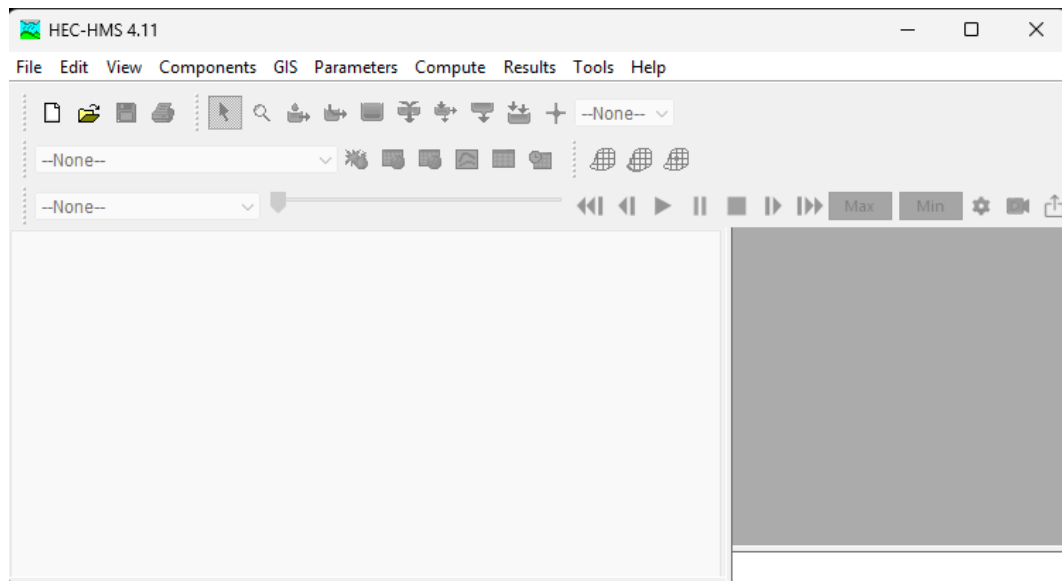 HEC-HMS 4.11
File Edit View Components GIS Parameters Compute Results Tools Help
--None--
--None--
--None-- Max Min